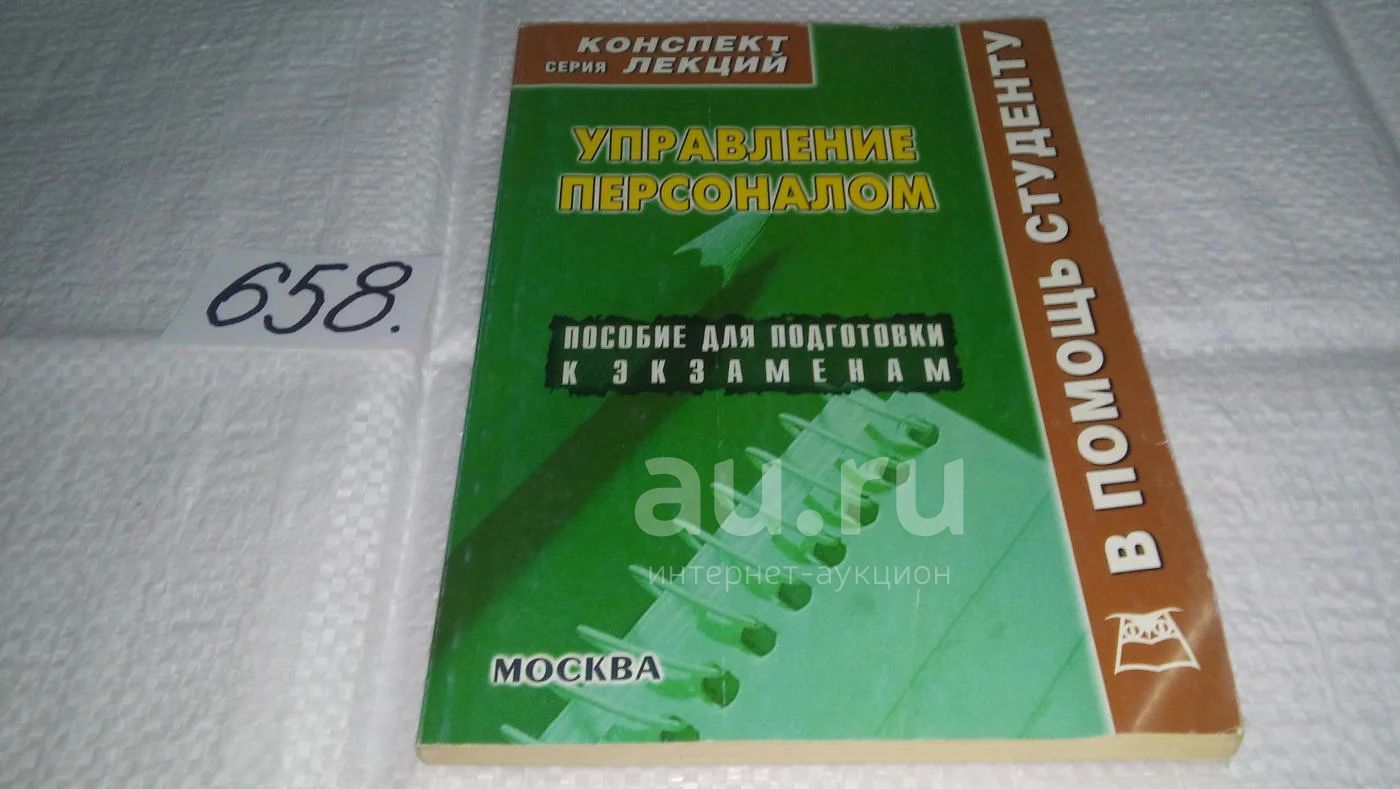 КОНСПЕКТ
СЕРИЯ ЛЕКЦИЙ
УПРАВЛЕНИЕ
ПЕРСОНАЛОМ
ПОСОБИЕ ДЛЯ ПОДГОТОВКИ
К ЭКЗАМЕНАМ
МОСКВА
В ПОМОЩЬ СТУДЕНТУ
658.
au.ru
интернет-аукцион